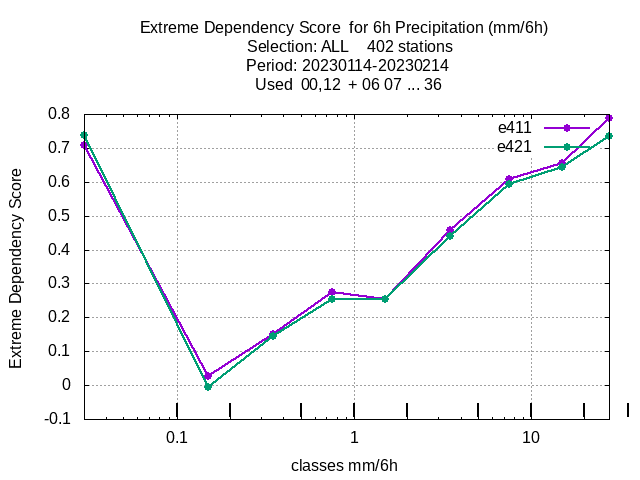 Extreme Dependency Score  for 6h Precipitation (mm/6h)
Selection: ALL    402 stations
Period: 20230114-20230214
Used  00,12  + 06 07 ... 36
e411
e421
0.8
0.7
0.6
0.5
0.4
0.3
0.2
0.1
0
-0.1
Extreme Dependency Score
0.1
1
10
classes mm/6h